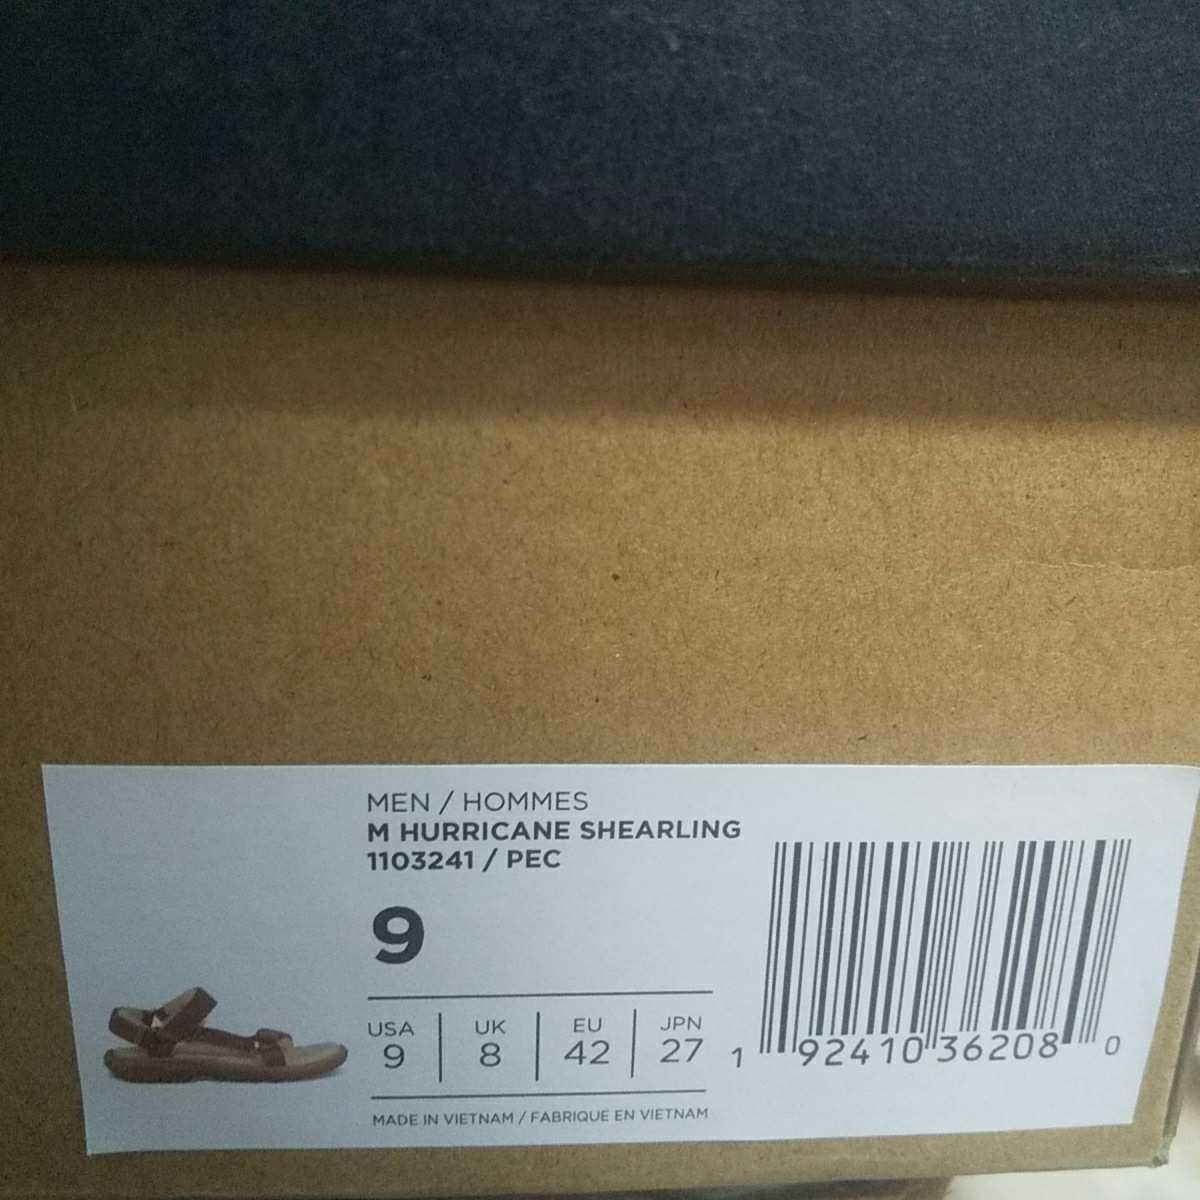 MEN / HOMMES
M HURRICANE SHEARLING
1103241 / PEC
9
USA UK EU JPN
9 8 42 27
MADE IN VIETNAM / FABRIQUE EN VIETNAM
1 92410 36208 0